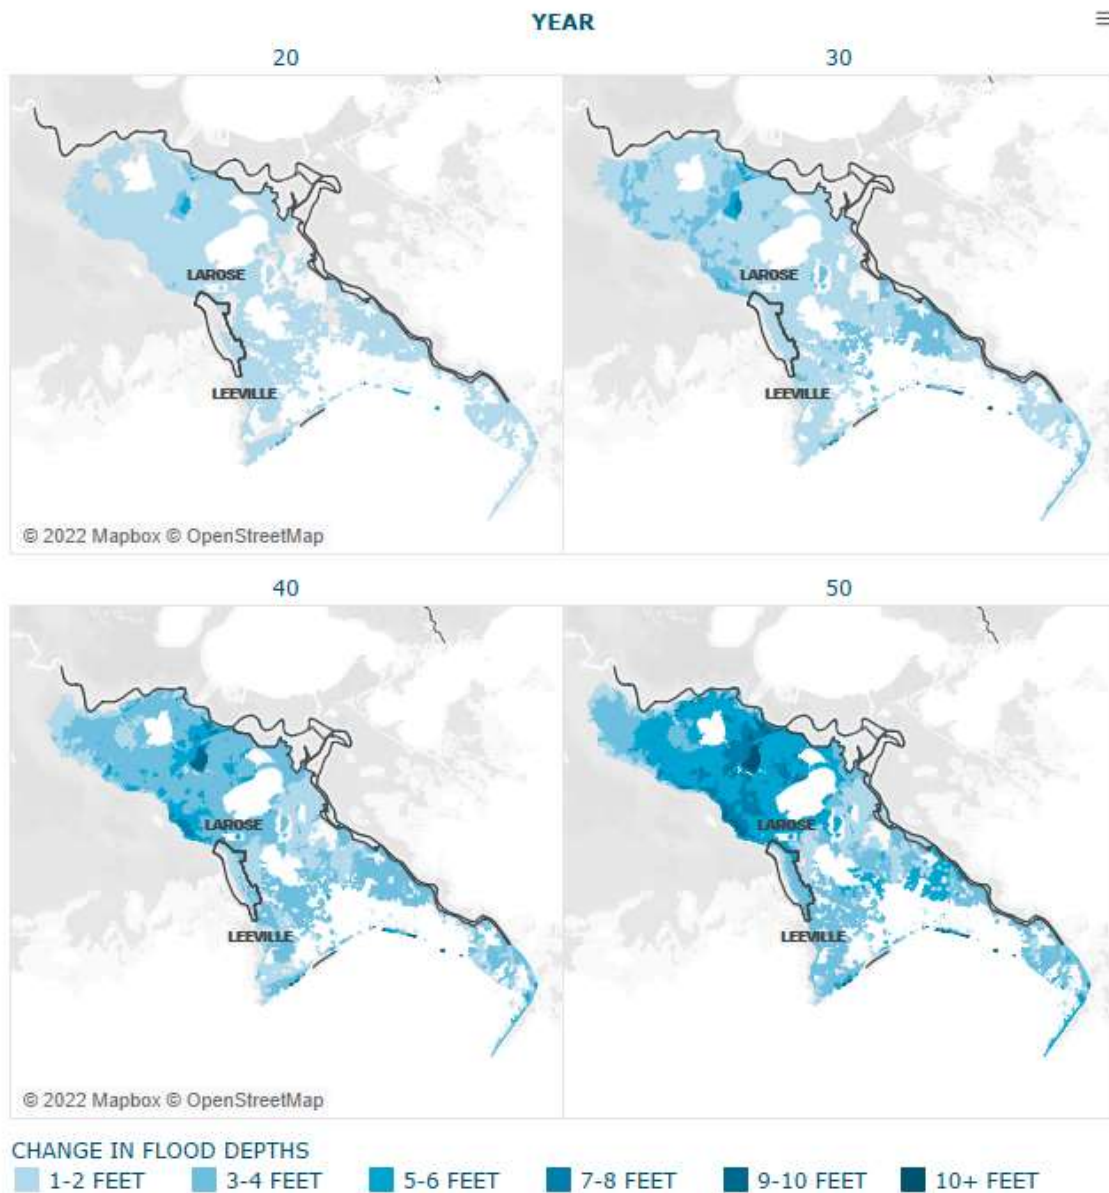 YEAR
20
30
LAROSE
LAROSE
LEEVILLE
LEEVILLE
© 2022 Mapbox © OpenStreetMap
40
50
LAROSE
LAROSE
LEEVILLE
LEEVILLE
© 2022 Mapbox © OpenStreetMap
CHANGE IN FLOOD DEPTHS
1-2 FEET 3-4 FEET 5-6 FEET 7-8 FEET 9-10 FEET 10+ FEET